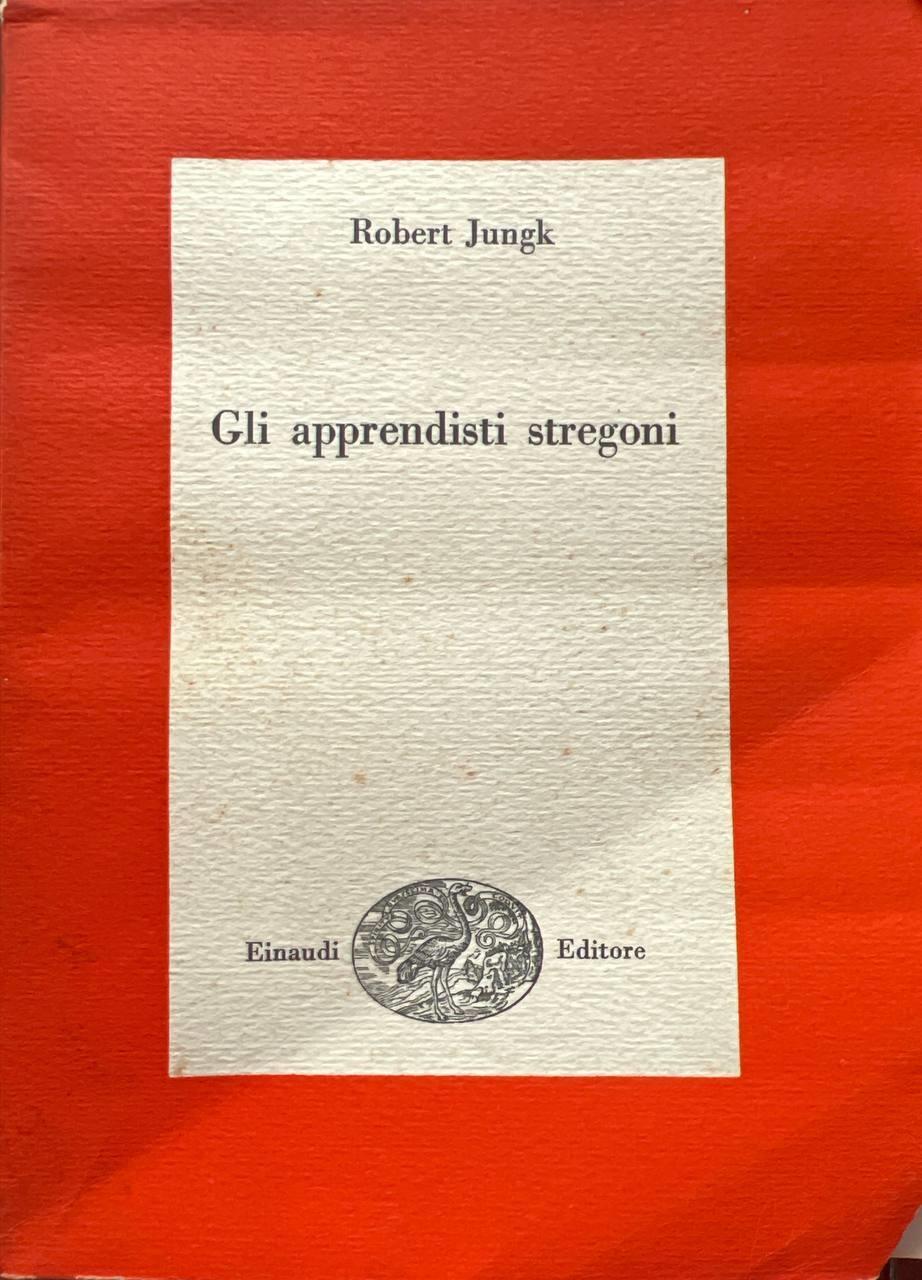 Robert Jungk
Gli apprendisti stregoni
Einaudi Editore